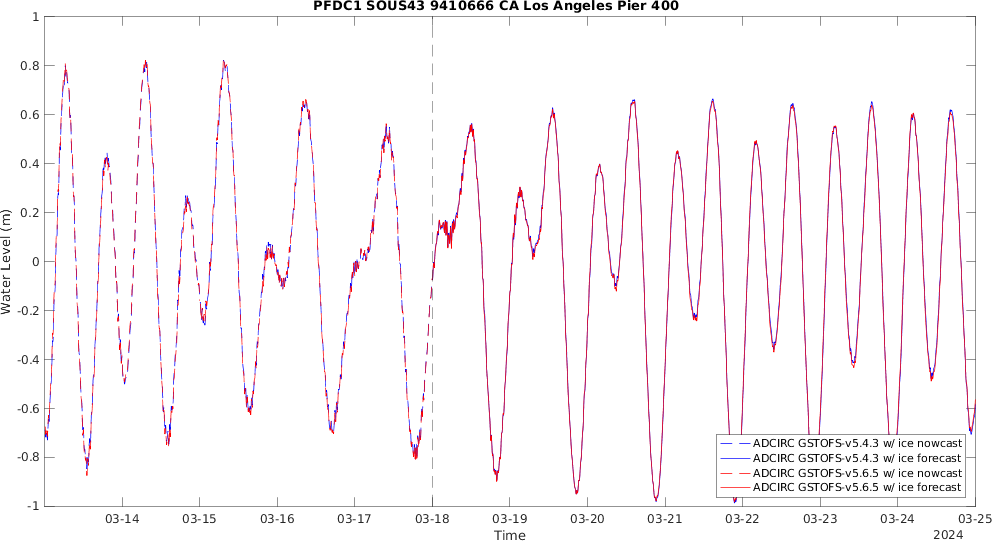 PFDC1 SOUS43 9410666 CA Los Angeles Pier 400
1
0.8
0.6
0.4
0.2
0
-0.2
-0.4
-0.6
-0.8
-1
Water Level (m)
ADCIRC GSTOFS-v5.4.3 w/ ice nowcast
ADCIRC GSTOFS-v5.4.3 w/ ice forecast
ADCIRC GSTOFS-v5.6.5 w/ ice nowcast
ADCIRC GSTOFS-v5.6.5 w/ ice forecast
03-14 03-15 03-16 03-17 03-18 03-19 03-20 03-21 03-22 03-23 03-24 03-25
Time
2024